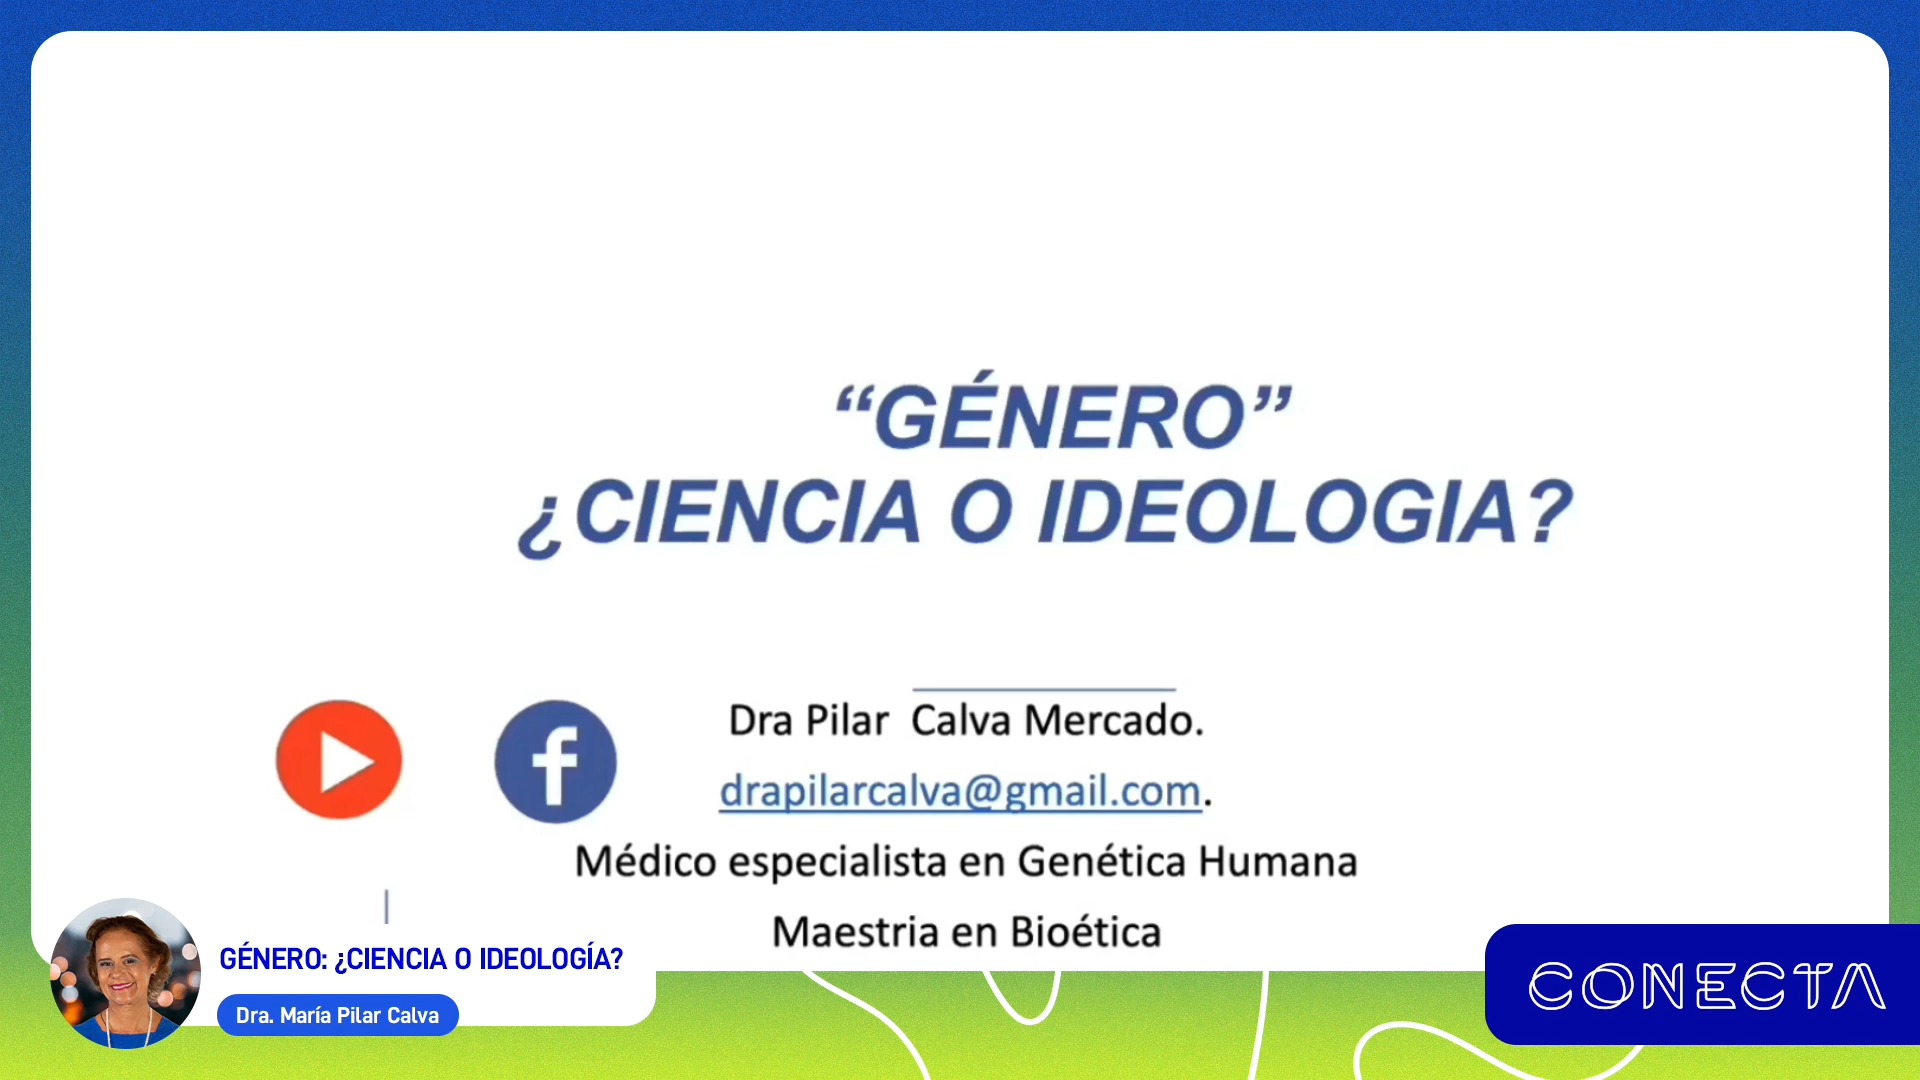 “GÉNERO”
¿CIENCIA O IDEOLOGIA?
Dra Pilar Calva Mercado.
drapilarcalva@gmail.com.
Médico especialista en Genética Humana
Maestria en Bioética
GÉNERO: ¿CIENCIA O IDEOLOGÍA?
Dra. María Pilar Calva
CONECTA